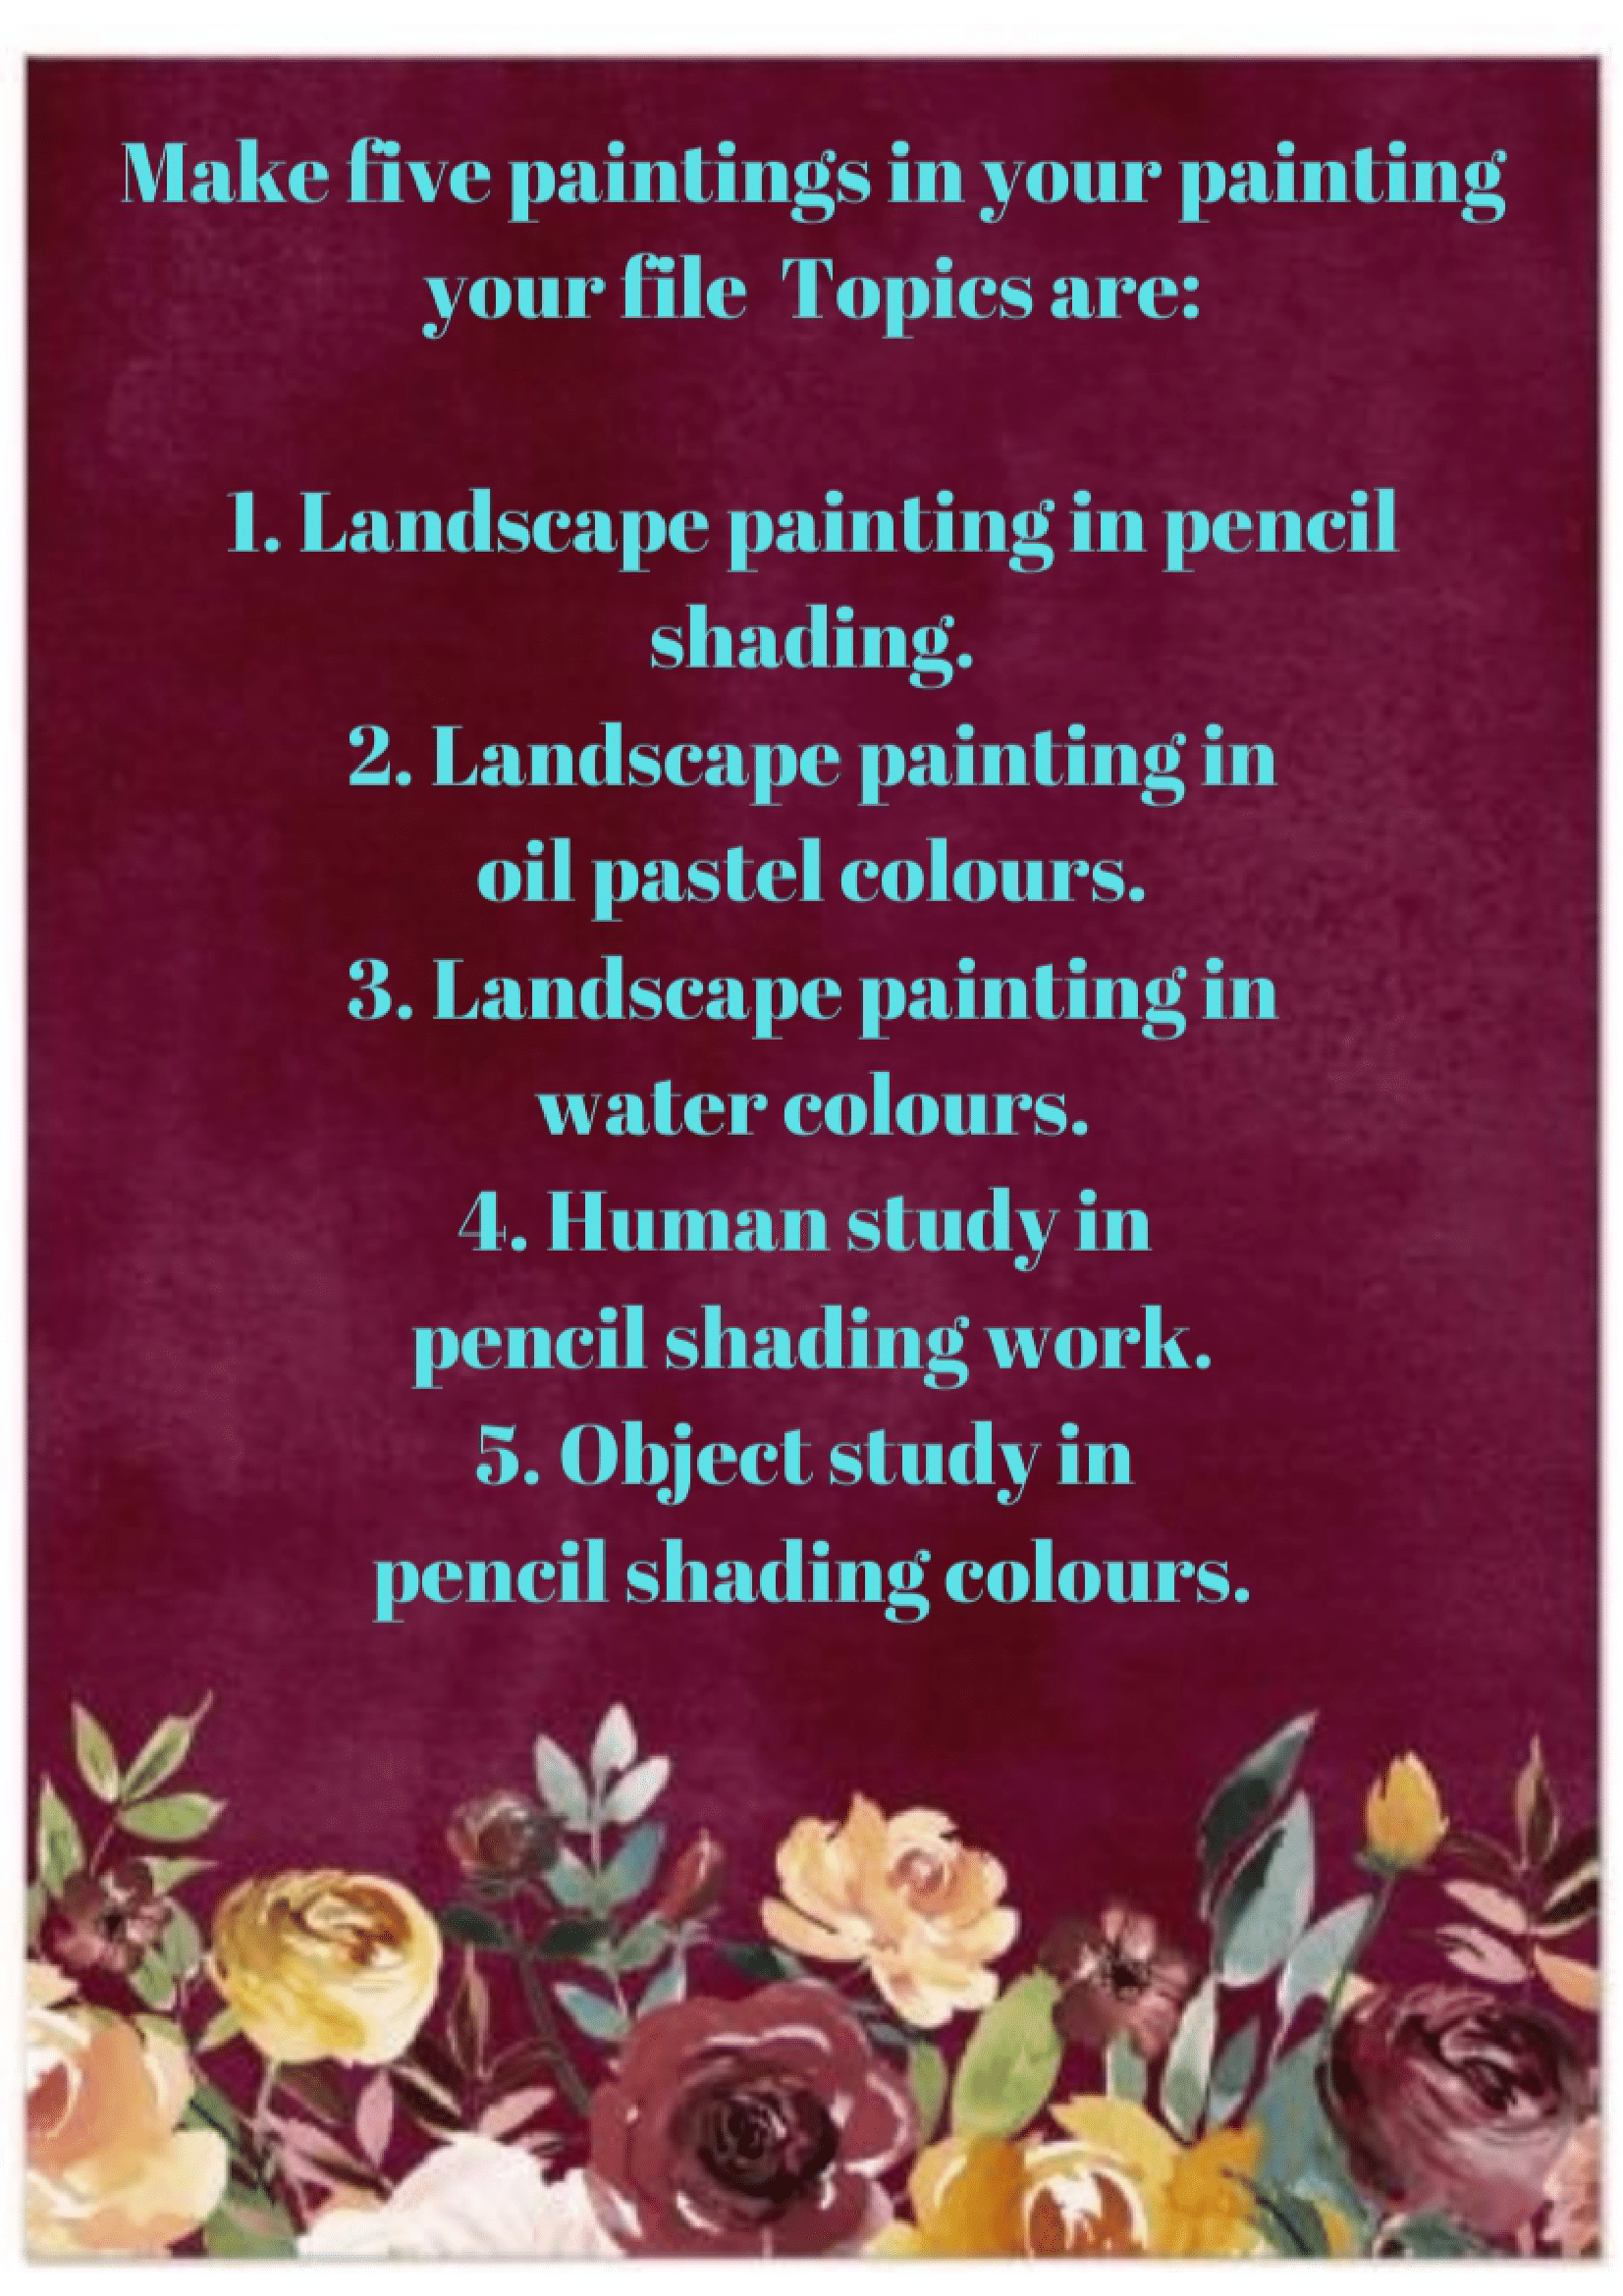 Make five paintings in your painting
your file Topics are:
1. Landscape painting in pencil
shading.
2. Landscape painting in
oil pastel colours.
3. Landscape painting in
water colours.
4. Human study in
pencil shading work.
5. Object study in
pencil shading colours.